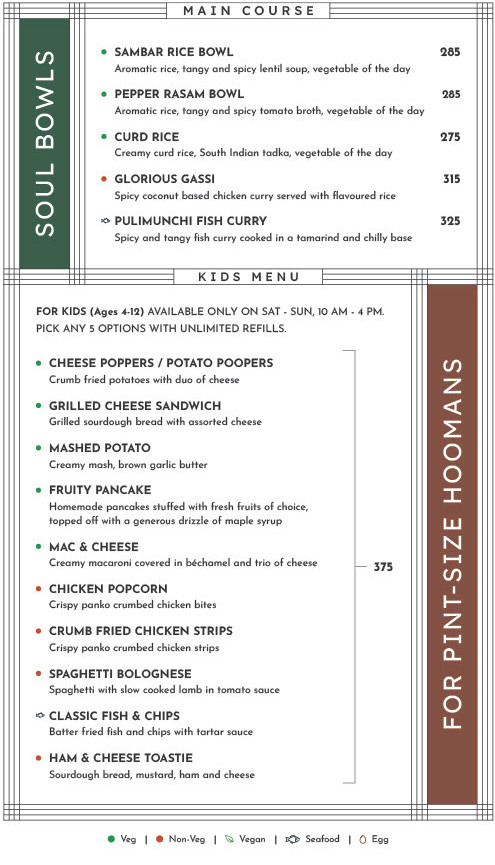 MAIN COURSE
SOUL BOWLS
SAMBAR RICE BOWL 285
Aromatic rice, tangy and spicy lentil soup, vegetable of the day
PEPPER RASAM BOWL 285
Aromatic rice, tangy and spicy tomato broth, vegetable of the day
CURD RICE 275
Creamy curd rice, South Indian tadka, vegetable of the day
GLORIOUS GASSI 315
Spicy coconut based chicken curry served with flavoured rice
PULIMUNCHI FISH CURRY 325
Spicy and tangy fish curry cooked in a tamarind and chilly base
KIDS MENU
FOR PINT-SIZE HOOMANS
FOR KIDS (Ages 4-12) AVAILABLE ONLY ON SAT - SUN, 10 AM - 4 PM.
PICK ANY 5 OPTIONS WITH UNLIMITED REFILLS.
CHEESE POPPERS / POTATO POOPERS
Crumb fried potatoes with duo of cheese
GRILLED CHEESE SANDWICH
Grilled sourdough bread with assorted cheese
MASHED POTATO
Creamy mash, brown garlic butter
FRUITY PANCAKE
Homemade pancakes stuffed with fresh fruits of choice,
topped off with a generous drizzle of maple syrup
MAC & CHEESE
Creamy macaroni covered in béchamel and trio of cheese
375
CHICKEN POPCORN
Crispy panko crumbed chicken bites
CRUMB FRIED CHICKEN STRIPS
Crispy panko crumbed chicken strips
SPAGHETTI BOLOGNESE
Spaghetti with slow cooked lamb in tomato sauce
CLASSIC FISH & CHIPS
Batter fried fish and chips with tartar sauce
HAM & CHEESE TOASTIE
Sourdough bread, mustard, ham and cheese
Veg | Non-Veg | Vegan | Seafood | Egg